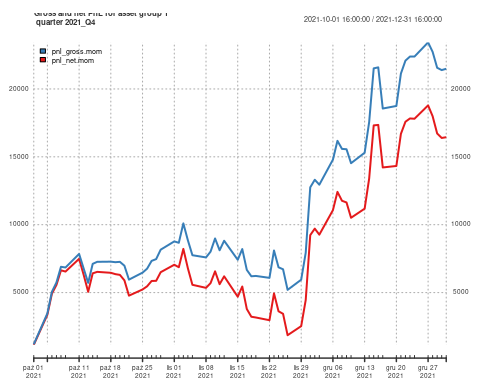 Gross and net PnL for asset group 1
quarter 2021_Q4
2021-10-01 16:00:00 / 2021-12-31 16:00:00
pnl_gross.mom
pnl_net.mom
20000 20000
15000 15000
10000 10000
5000 5000
paź 01 paź 11 paź 18 paź 25 lis 01 lis 08 lis 15 lis 22 lis 29 gru 06 gru 13 gru 20 gru 27
2021 2021 2021 2021 2021 2021 2021 2021 2021 2021 2021 2021 2021